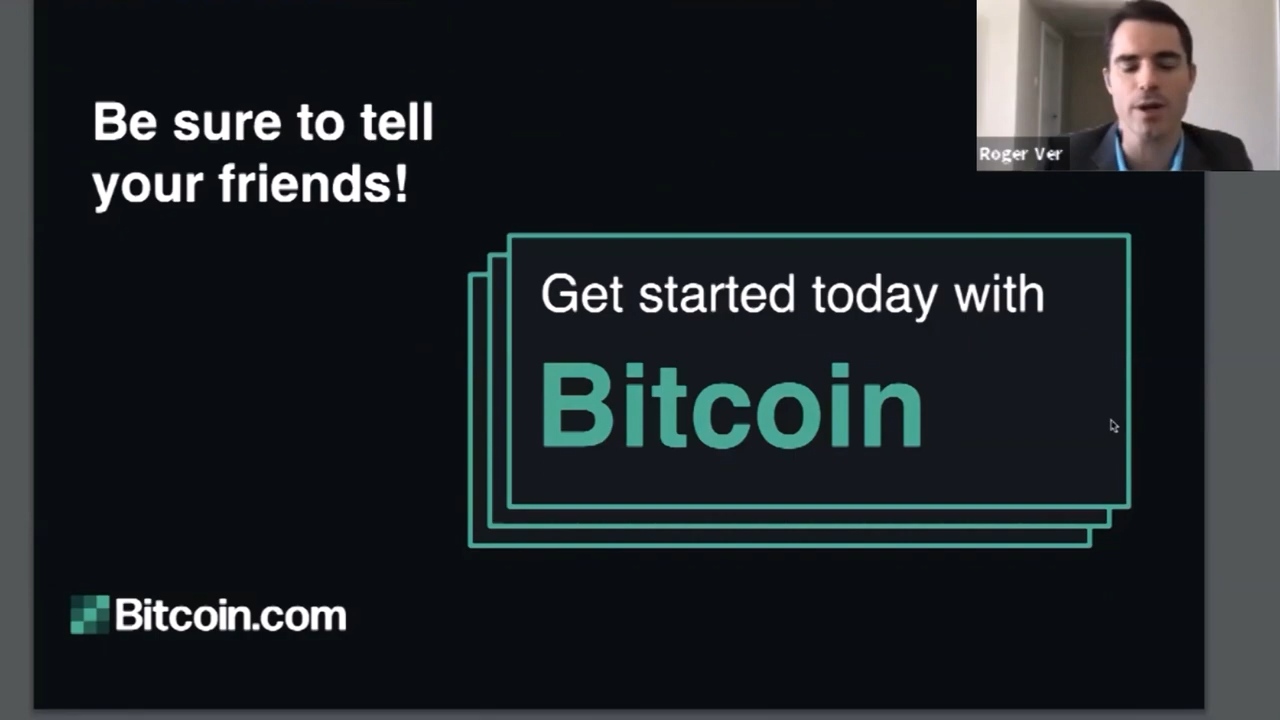 Be sure to tell
your friends!
Roger Ver
Get started today with
Bitcoin
Bitcoin.com